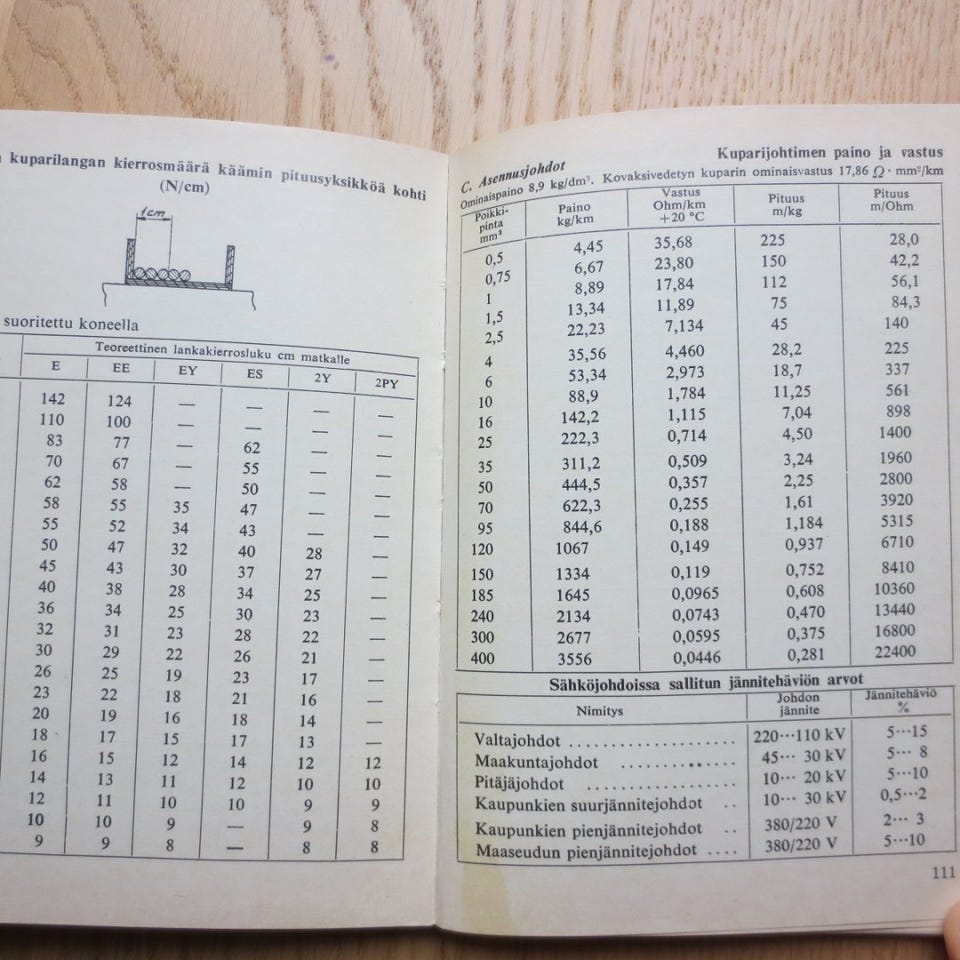 kuparilangan kierrosmäärä käämin pituusyksikköä kohti
(N/cm)
1cm
suoritettu koneella
Teoreettinen lankakierrosluku cm matkalle
E EE EY ES 2Y 2PY
142 124 — — — —
110 100 — — — —
83 77 — 62 — —
70 67 — 55 — —
62 58 — 50 — —
58 55 35 47 — —
55 52 34 43 — —
50 47 32 40 28 —
45 43 30 37 27 —
40 38 28 34 25 —
36 34 25 30 23 —
32 31 23 28 22 —
30 29 22 26 21 —
26 25 19 23 17 —
23 22 18 21 16 —
20 19 16 18 14 —
18 17 15 17 13 —
16 15 12 14 12 12
14 13 11 12 10 10
12 11 10 10 9 9
10 10 9 — 9 8
9 9 8 — 8 8
Kuparijohtimen paino ja vastus
C. Asennusjohdot
Ominaispaino 8,9 kg/dm³. Kovaksivedetyn kuparin ominaisvastus 17,86 Ω · mm²/km
Poikki-
pinta
mm²
Paino
kg/km
Vastus
Ohm/km
+20 °C
Pituus
m/kg
Pituus
m/Ohm
0,5 4,45 35,68 225 28,0
0,75 6,67 23,80 150 42,2
1 8,89 17,84 112 56,1
1,5 13,34 11,89 75 84,3
2,5 22,23 7,134 45 140
4 35,56 4,460 28,2 225
6 53,34 2,973 18,7 337
10 88,9 1,784 11,25 561
16 142,2 1,115 7,04 898
25 222,3 0,714 4,50 1400
35 311,2 0,509 3,24 1960
50 444,5 0,357 2,25 2800
70 622,3 0,255 1,61 3920
95 844,6 0,188 1,184 5315
120 1067 0,149 0,937 6710
150 1334 0,119 0,752 8410
185 1645 0,0965 0,608 10360
240 2134 0,0743 0,470 13440
300 2677 0,0595 0,375 16800
400 3556 0,0446 0,281 22400
Sähköjohdoissa sallitun jännitehäviön arvot
Nimitys
Johdon
jännite
Jännitehäviö
%
Valtajohdot .................... 220···110 kV 5···15
Maakuntajohdot ............ 45··· 30 kV 5··· 8
Pitäjäjohdot ................. 10··· 20 kV 5···10
Kaupunkien suurjännitejohdot .. 10··· 30 kV 0,5···2
Kaupunkien pienjännitejohdot .. 380/220 V 2··· 3
Maaseudun pienjännitejohdot .... 380/220 V 5···10
111